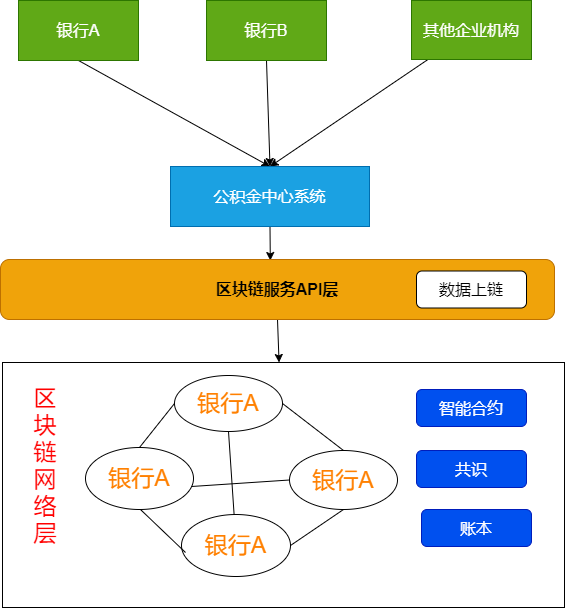 银行A
银行B
其他企业机构
公积金中心系统
区块链服务API层
数据上链
区块链网络层
银行A
银行A
银行A
银行A
智能合约
共识
账本